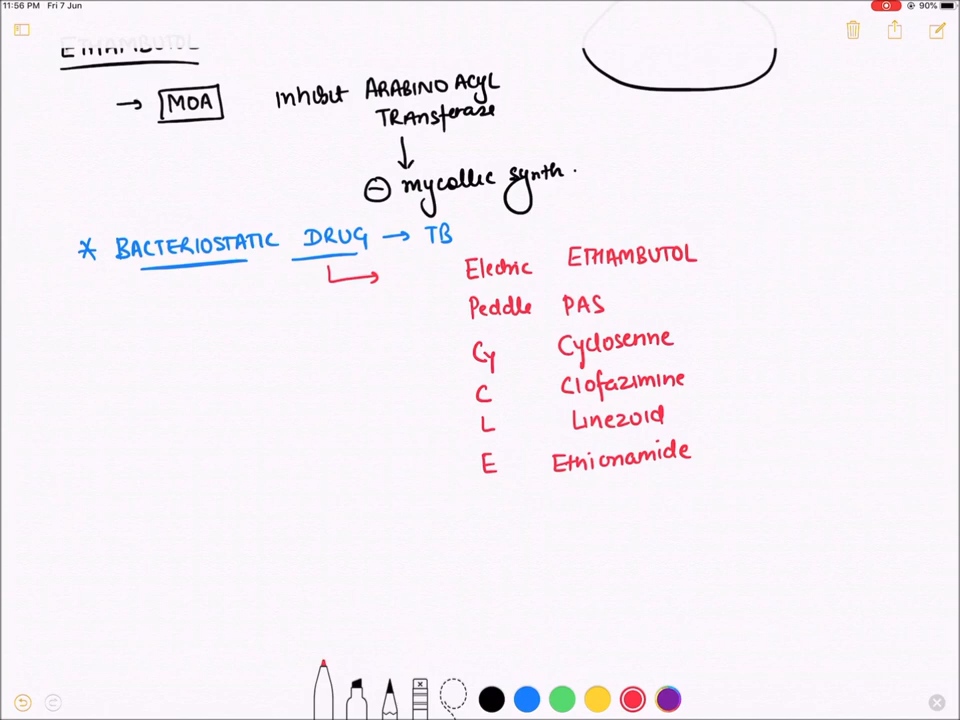 11:56 PM Fri 7 Jun
90%
ETHAMBUTOL
→ MOA Inhibit ARABINO ACYL
TRANsferase
↓
⊖ mycollic synth.
* BACTERIOSTATIC DRUG → TB
Electric ETHAMBUTOL
Peddle PAS
Cy Cyloserine
C Clofazimine
L Linezoid
E Ethionamide